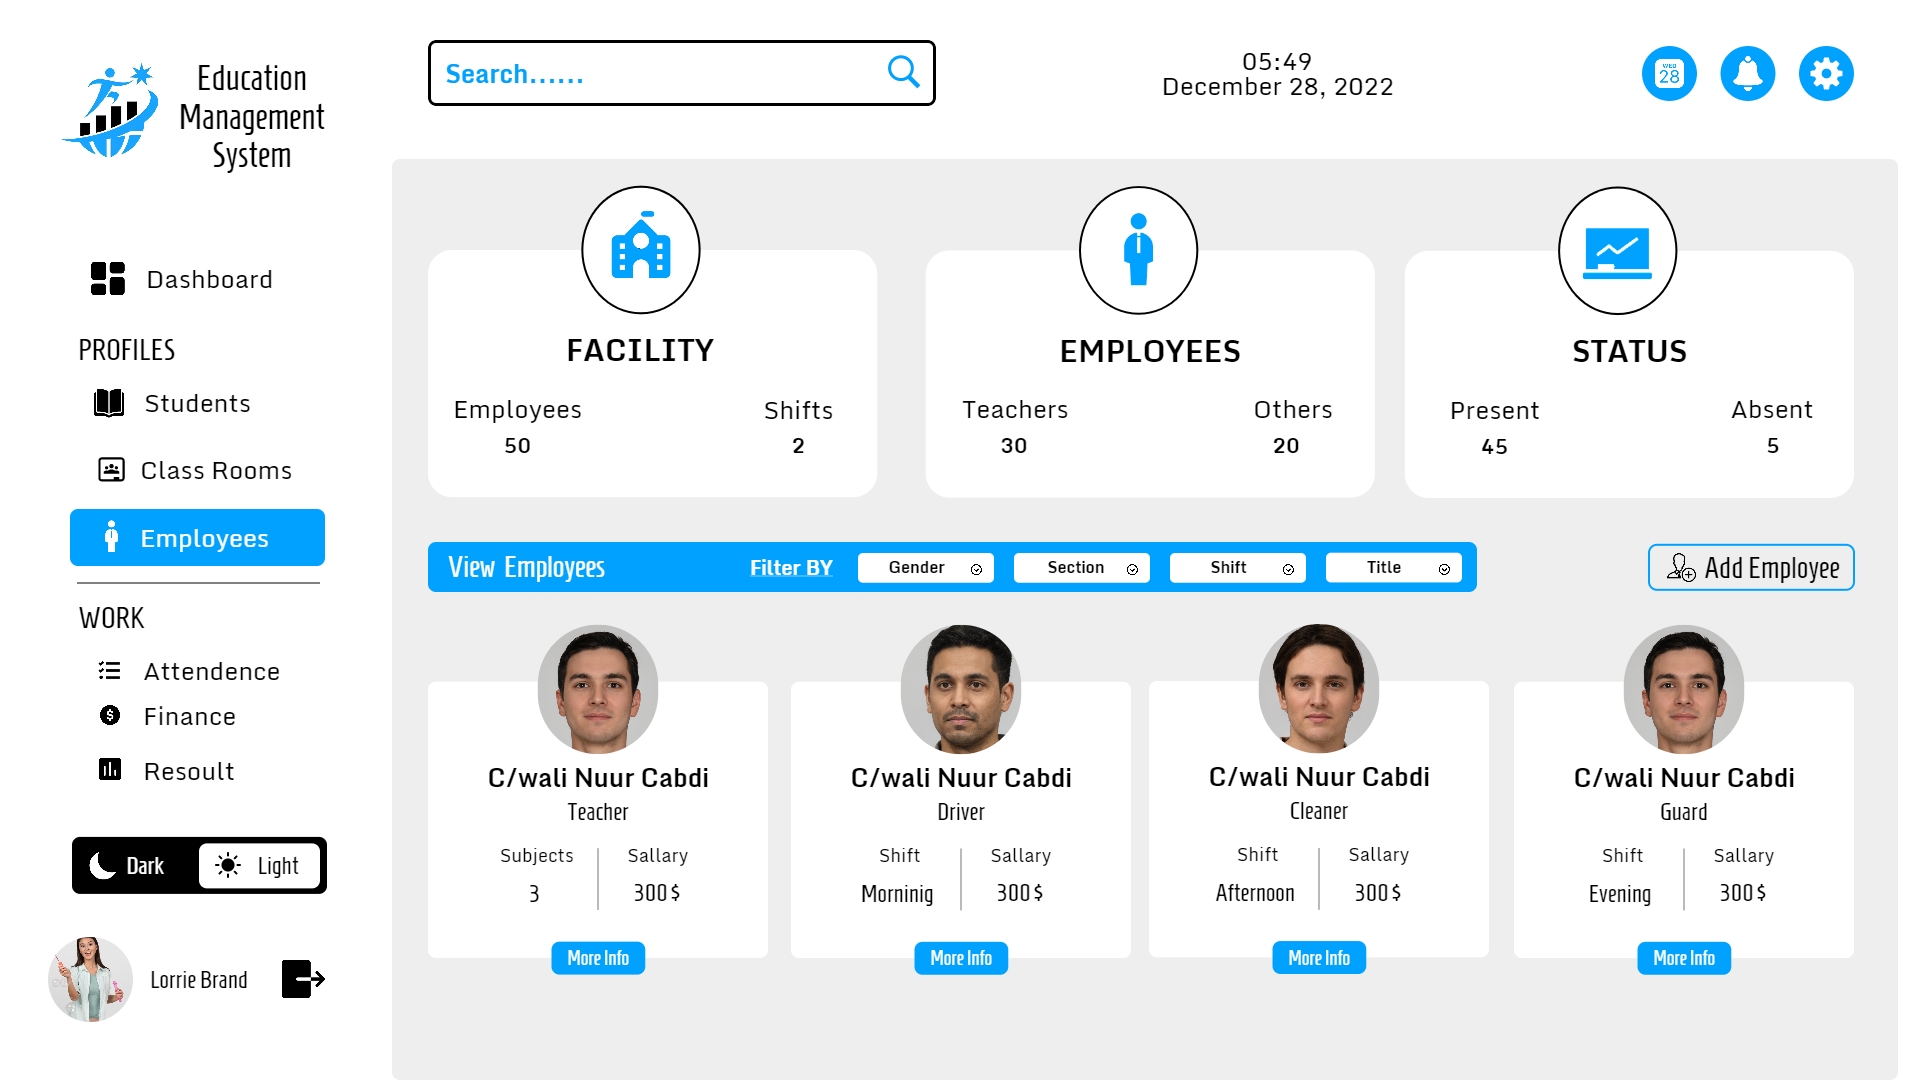 Education
Management
System
Search......
05:49
December 28, 2022
WED
28
Dashboard
PROFILES
Students
Class Rooms
Employees
WORK
Attendence
Finance
Resoult
Dark
Light
Lorrie Brand
FACILITY
Employees
Shifts
50
2
EMPLOYEES
Teachers
Others
30
20
STATUS
Present
Absent
45
5
View Employees
Filter BY
Gender
Section
Shift
Title
Add Employee
C/wali Nuur Cabdi
Teacher
Subjects
Sallary
3
300$
More Info
C/wali Nuur Cabdi
Driver
Shift
Sallary
Morninig
300$
More Info
C/wali Nuur Cabdi
Cleaner
Shift
Sallary
Afternoon
300$
More Info
C/wali Nuur Cabdi
Guard
Shift
Sallary
Evening
300$
More Info